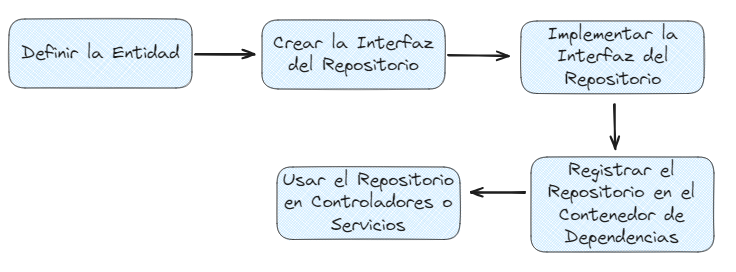 Definir la Entidad
Crear la Interfaz
del Repositorio
Implementar la
Interfaz del
Repositorio
Registrar el
Repositorio en el
Contenedor de
Dependencias
Usar el Repositorio
en Controladores o
Servicios